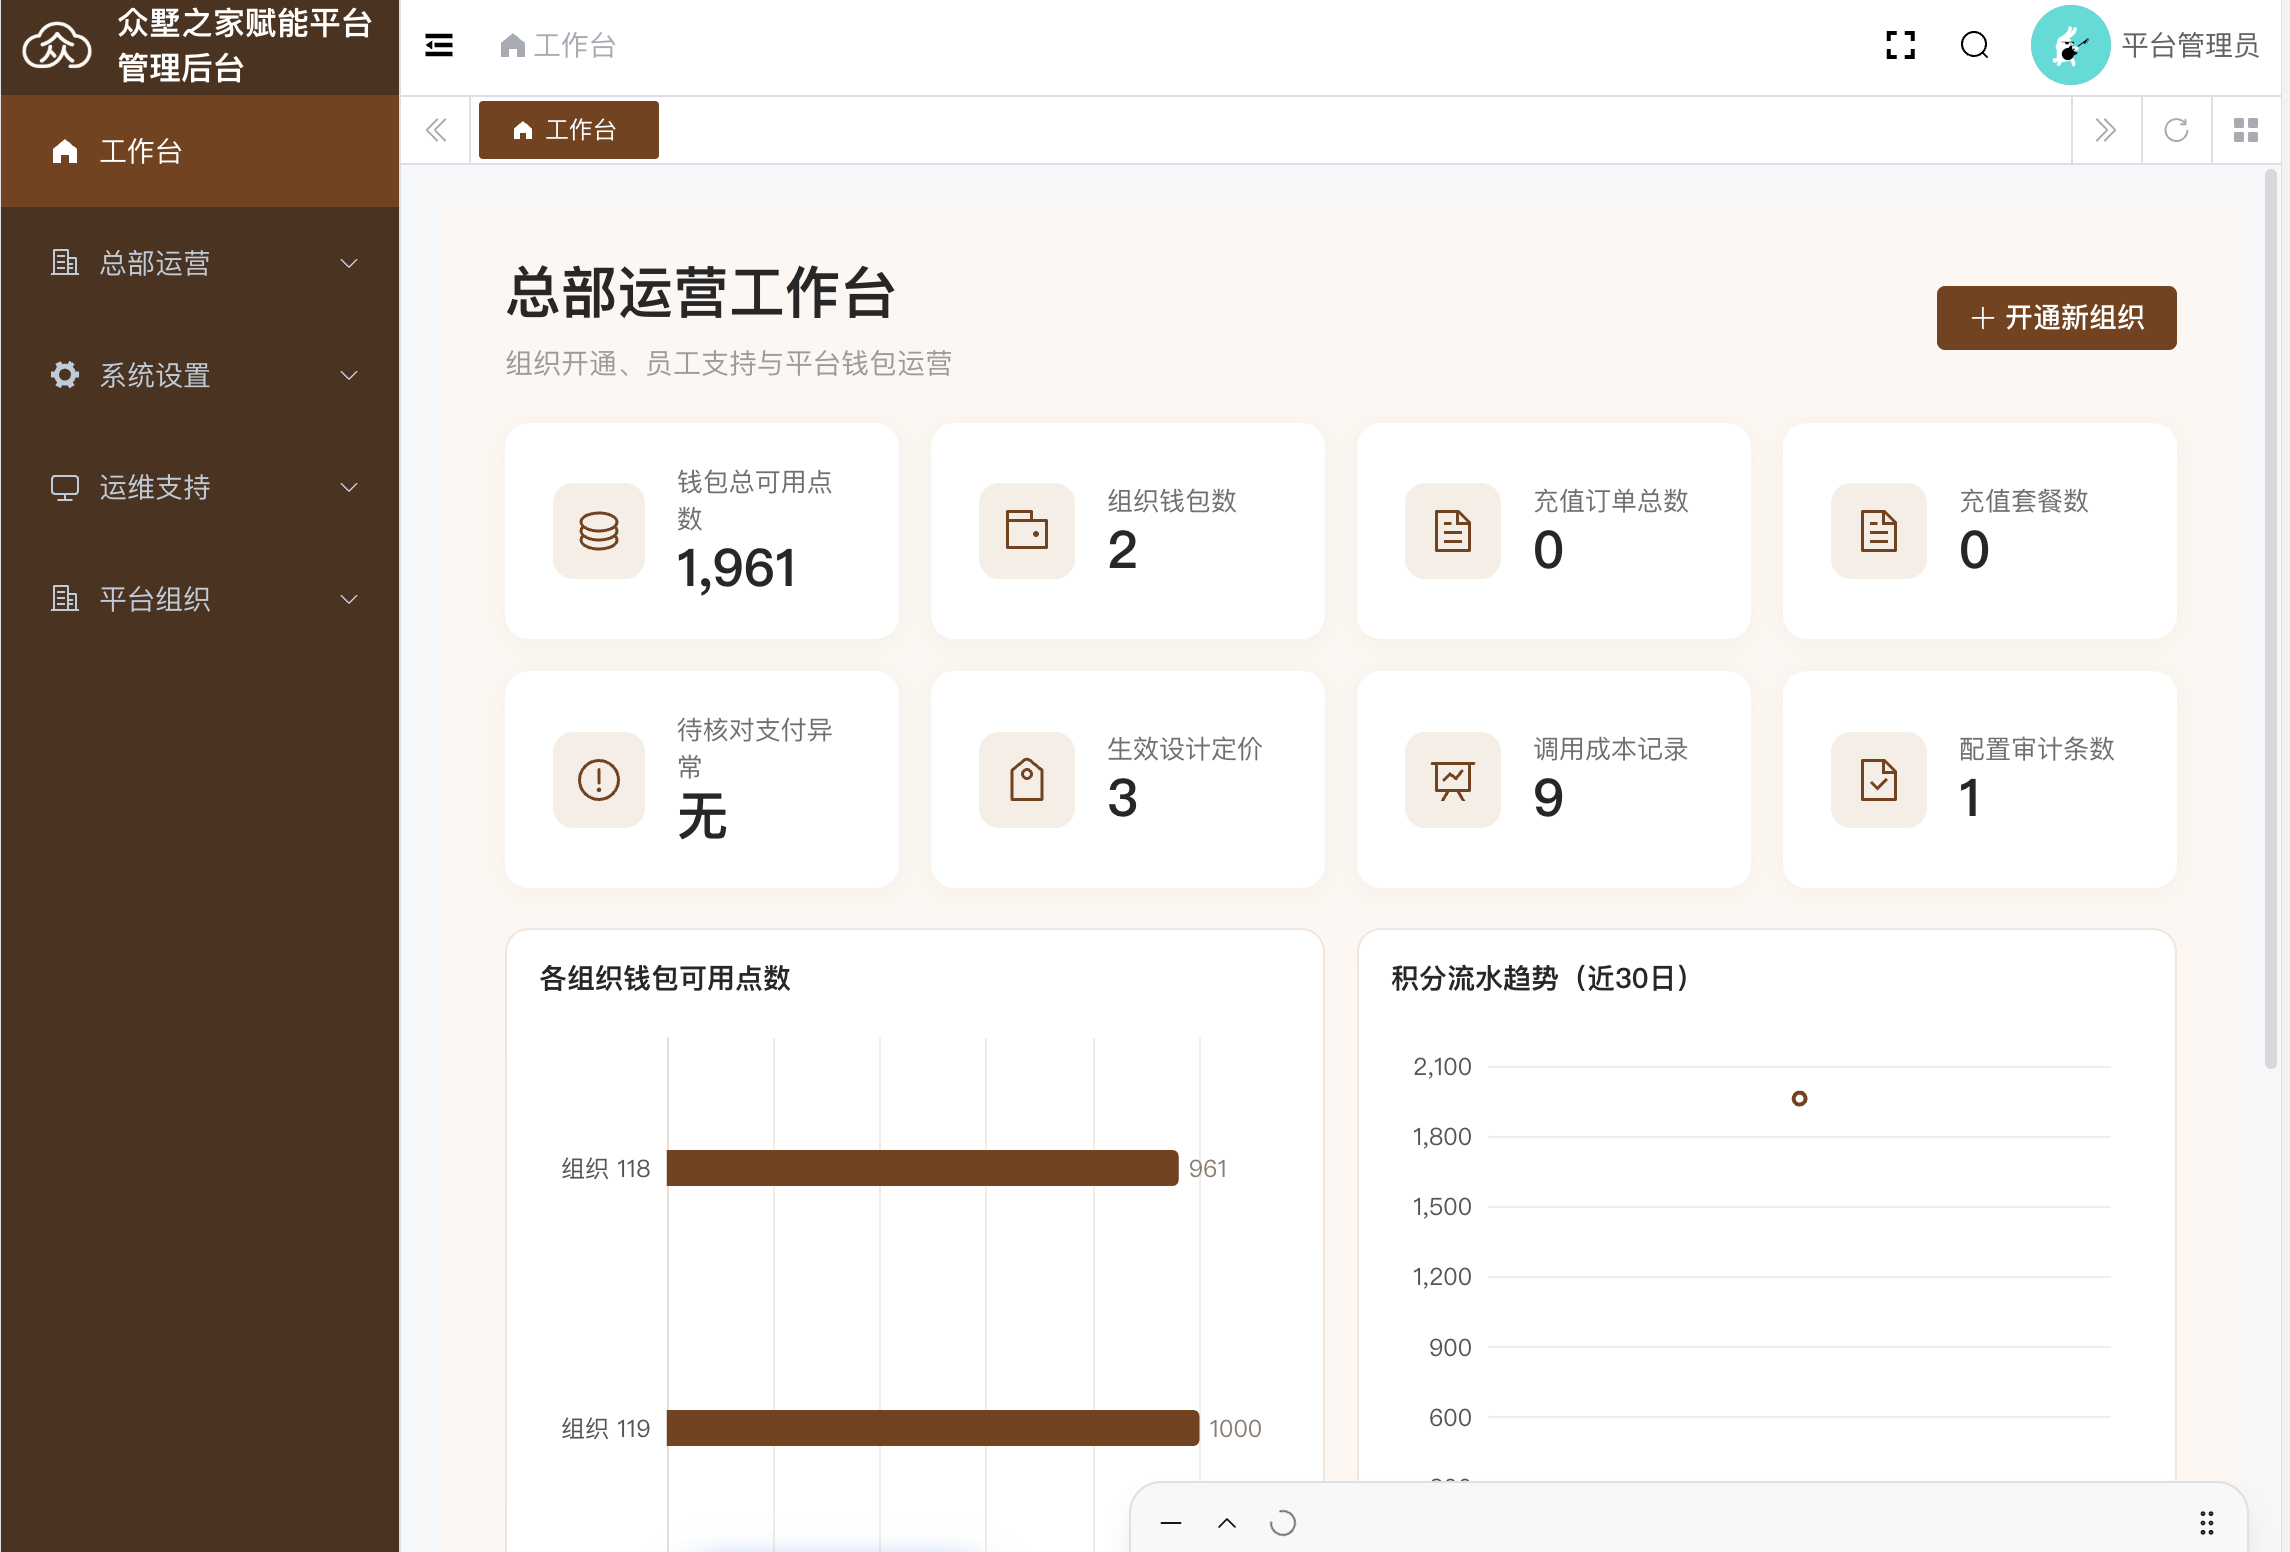 众墅之家赋能平台
管理后台
工作台
平台管理员
工作台
工作台
总部运营
系统设置
运维支持
平台组织
总部运营工作台
组织开通、员工支持与平台钱包运营
开通新组织
钱包总可用点
数
1,961
组织钱包数
2
充值订单总数
0
充值套餐数
0
待核对支付异
常
无
生效设计定价
3
调用成本记录
9
配置审计条数
1
各组织钱包可用点数
组织 118
961
组织 119
1000
积分流水趋势（近30日）
2,100
1,800
1,500
1,200
900
600